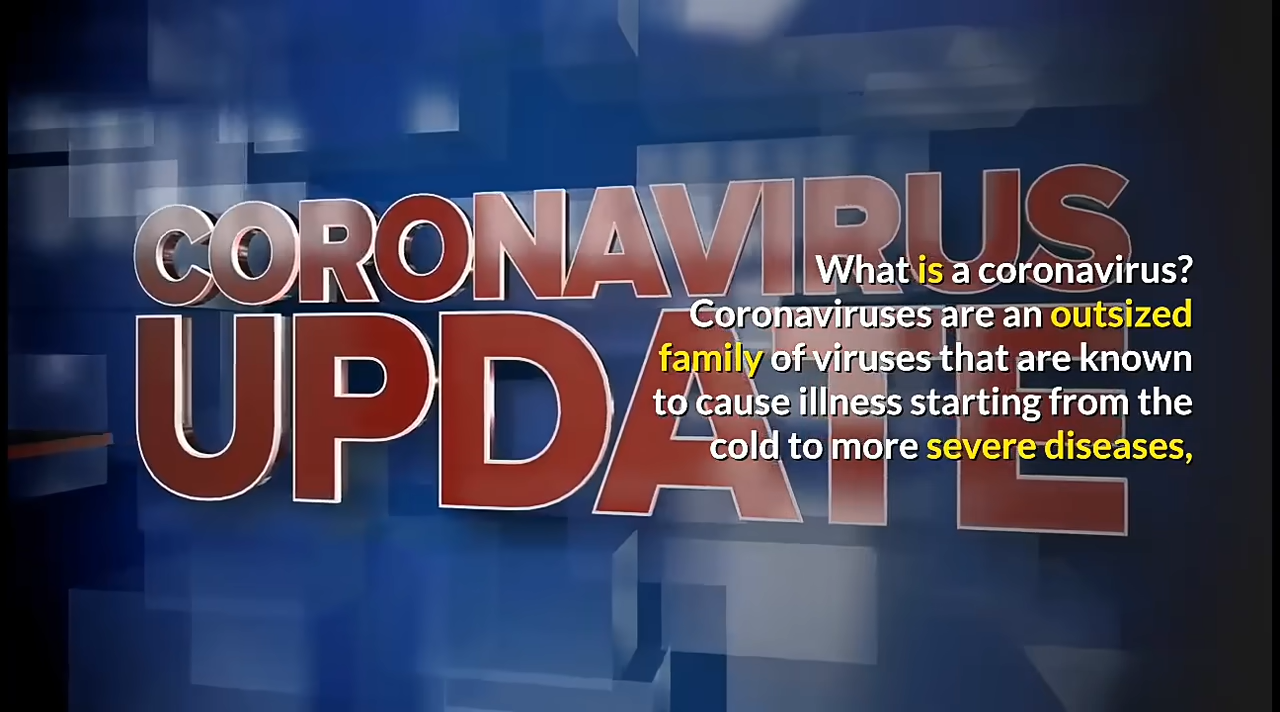 CORONAVIRUS
UPDATE
What is a coronavirus?
Coronaviruses are an outsized
family of viruses that are known
to cause illness starting from the
cold to more severe diseases,